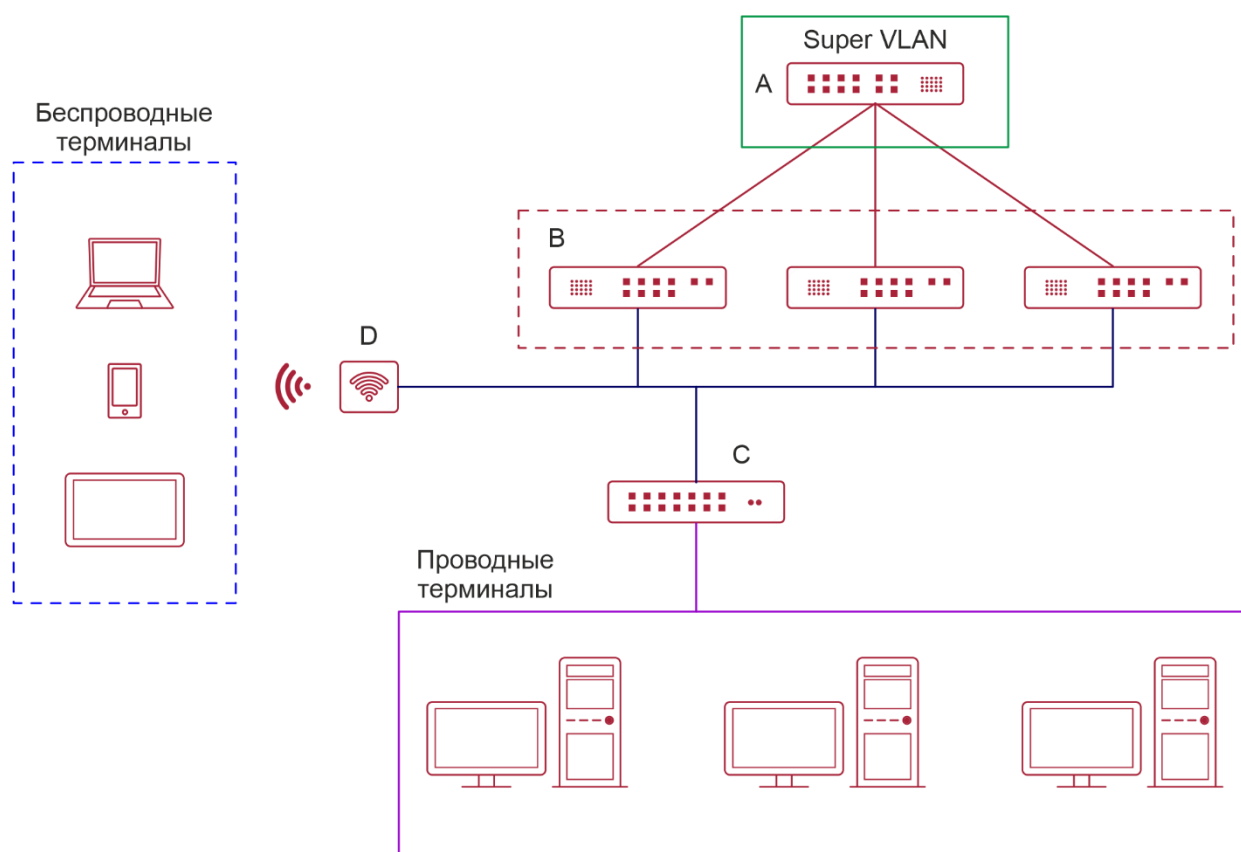 Super VLAN
A
Беспроводные
терминалы
B
D
C
Проводные
терминалы